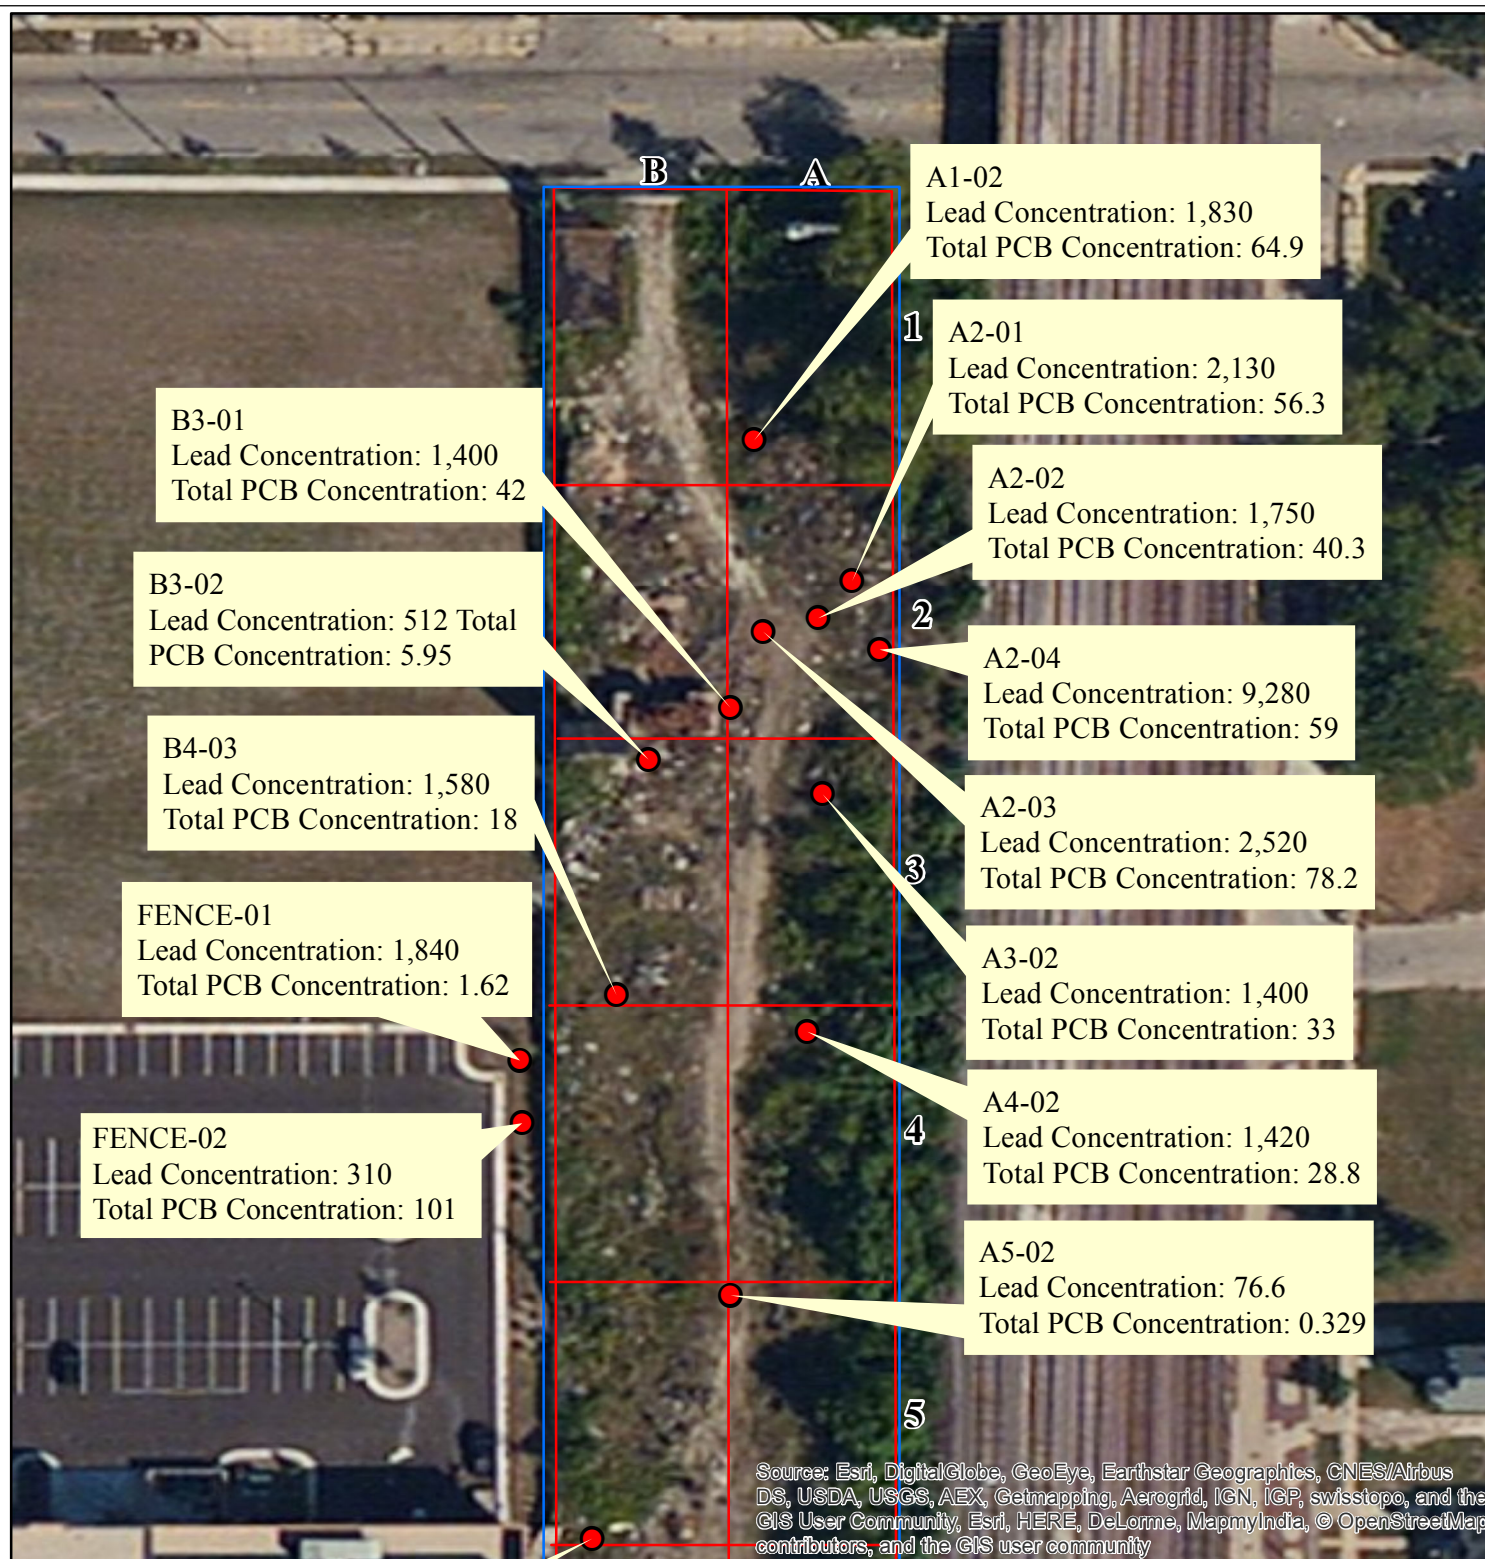 B A
A1-02
Lead Concentration: 1,830
Total PCB Concentration: 64.9
1
A2-01
Lead Concentration: 2,130
Total PCB Concentration: 56.3
B3-01
Lead Concentration: 1,400
Total PCB Concentration: 42
A2-02
Lead Concentration: 1,750
Total PCB Concentration: 40.3
B3-02
Lead Concentration: 512 Total
PCB Concentration: 5.95
2
A2-04
Lead Concentration: 9,280
Total PCB Concentration: 59
B4-03
Lead Concentration: 1,580
Total PCB Concentration: 18
A2-03
Lead Concentration: 2,520
Total PCB Concentration: 78.2
3
FENCE-01
Lead Concentration: 1,840
Total PCB Concentration: 1.62
A3-02
Lead Concentration: 1,400
Total PCB Concentration: 33
FENCE-02
Lead Concentration: 310
Total PCB Concentration: 101
4
A4-02
Lead Concentration: 1,420
Total PCB Concentration: 28.8
A5-02
Lead Concentration: 76.6
Total PCB Concentration: 0.329
5
Source: Esri, DigitalGlobe, GeoEye, Earthstar Geographics, CNES/Airbus
DS, USDA, USGS, AEX, Getmapping, Aerogrid, IGN, IGP, swisstopo, and the
GIS User Community, Esri, HERE, DeLorme, MapmyIndia, © OpenStreetMap
contributors, and the GIS user community